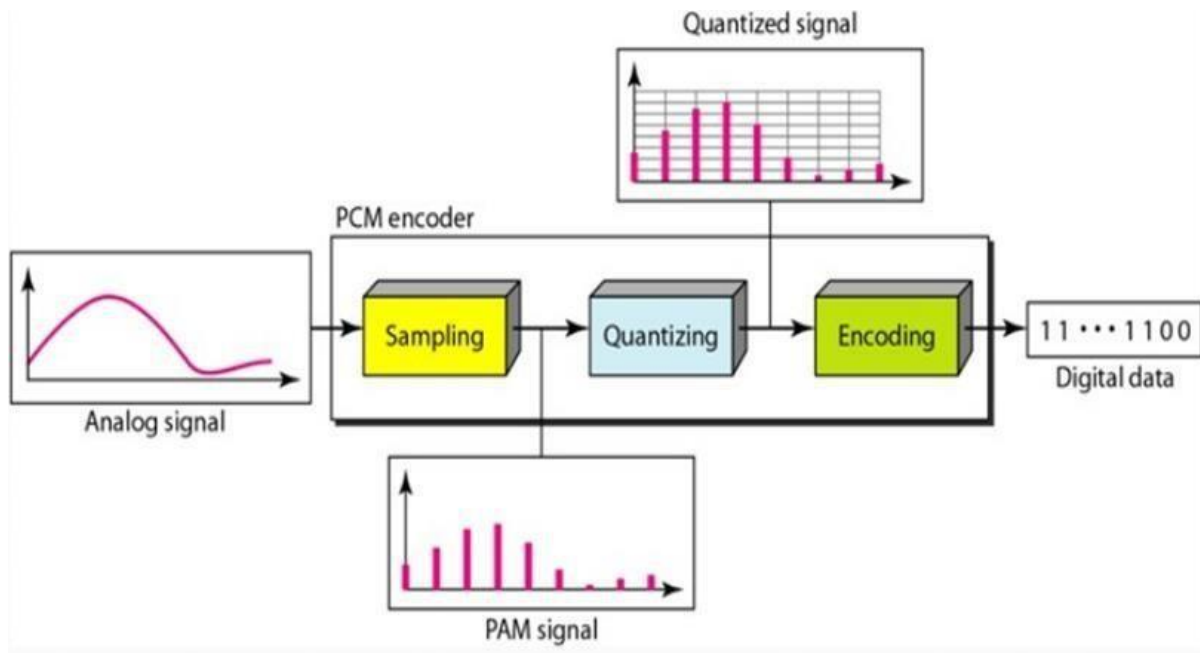 Quantized signal
PCM encoder
Sampling
Quantizing
Encoding
11 ••• 1100
Digital data
Analog signal
PAM signal